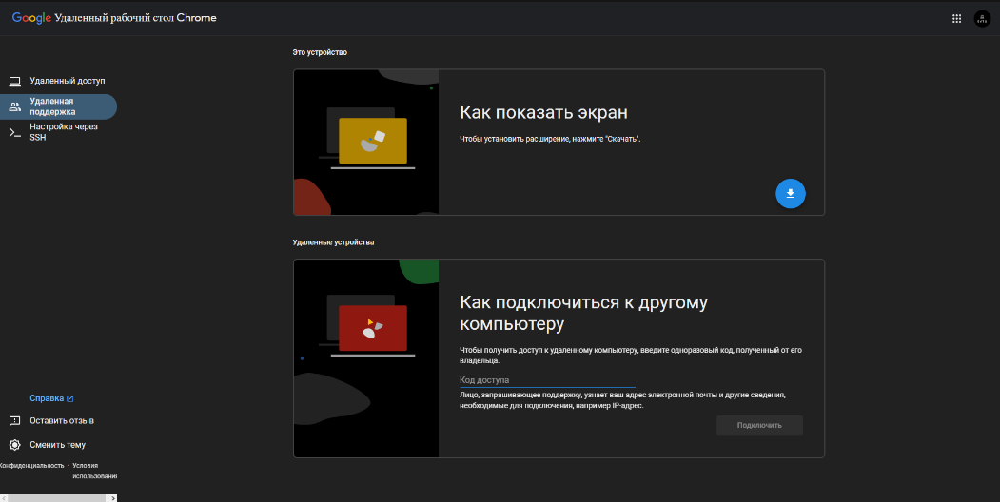 Google Удаленный рабочий стол Chrome
Это устройство
Удаленный доступ
Удаленная
поддержка
Настройка через
SSH
Как показать экран
Чтобы установить расширение, нажмите "Скачать".
Удаленные устройства
Как подключиться к другому
компьютеру
Чтобы получить доступ к удаленному компьютеру, введите одноразовый код, полученный от его
владельца.
Код доступа
Лицо, запрашивающее поддержку, узнает ваш адрес электронной почты и другие сведения,
необходимые для подключения, например IP-адрес.
Подключить
Справка
Оставить отзыв
Сменить тему
Конфиденциальность · Условия
использования